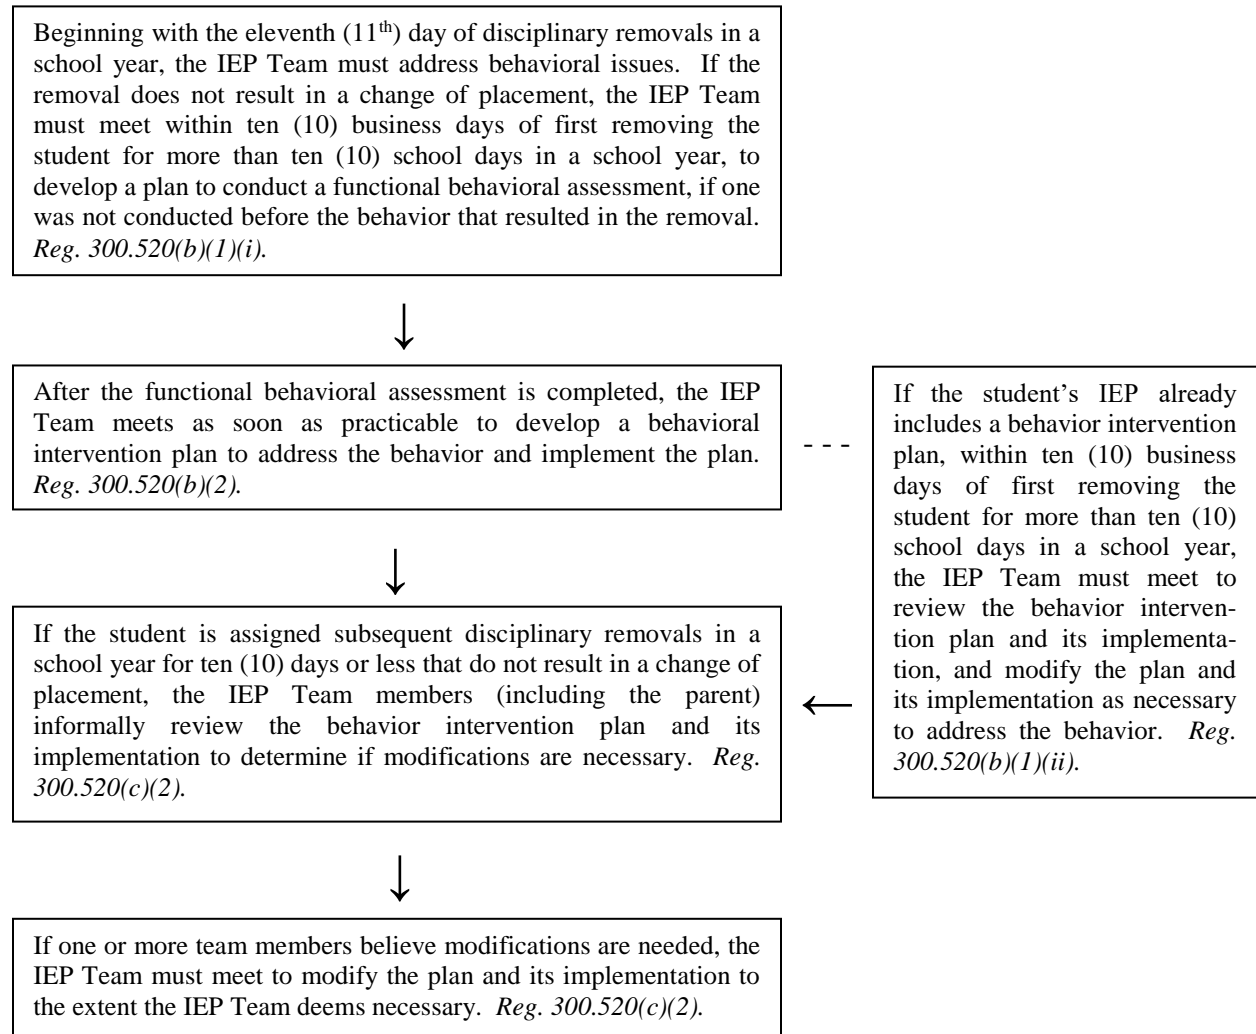 Beginning with the eleventh (11th) day of disciplinary removals in a
school year, the IEP Team must address behavioral issues. If the
removal does not result in a change of placement, the IEP Team
must meet within ten (10) business days of first removing the
student for more than ten (10) school days in a school year, to
develop a plan to conduct a functional behavioral assessment, if one
was not conducted before the behavior that resulted in the removal.
Reg. 300.520(b)(1)(i).
After the functional behavioral assessment is completed, the IEP
Team meets as soon as practicable to develop a behavioral
intervention plan to address the behavior and implement the plan.
Reg. 300.520(b)(2).
If the student's IEP already
includes a behavior intervention
plan, within ten (10) business
days of first removing the
student for more than ten (10)
school days in a school year,
the IEP Team must meet to
review the behavior interven-
tion plan and its implementa-
tion, and modify the plan and
its implementation as necessary
to address the behavior. Reg.
300.520(b)(1)(ii).
If the student is assigned subsequent disciplinary removals in a
school year for ten (10) days or less that do not result in a change of
placement, the IEP Team members (including the parent)
informally review the behavior intervention plan and its
implementation to determine if modifications are necessary. Reg.
300.520(c)(2).
If one or more team members believe modifications are needed, the
IEP Team must meet to modify the plan and its implementation to
the extent the IEP Team deems necessary. Reg. 300.520(c)(2).